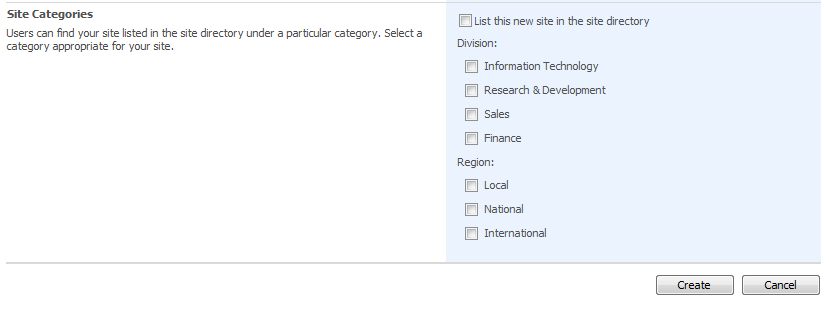 Site Categories
Users can find your site listed in the site directory under a particular category. Select a
category appropriate for your site.
List this new site in the site directory
Division:
Information Technology
Research & Development
Sales
Finance
Region:
Local
National
International
Create
Cancel